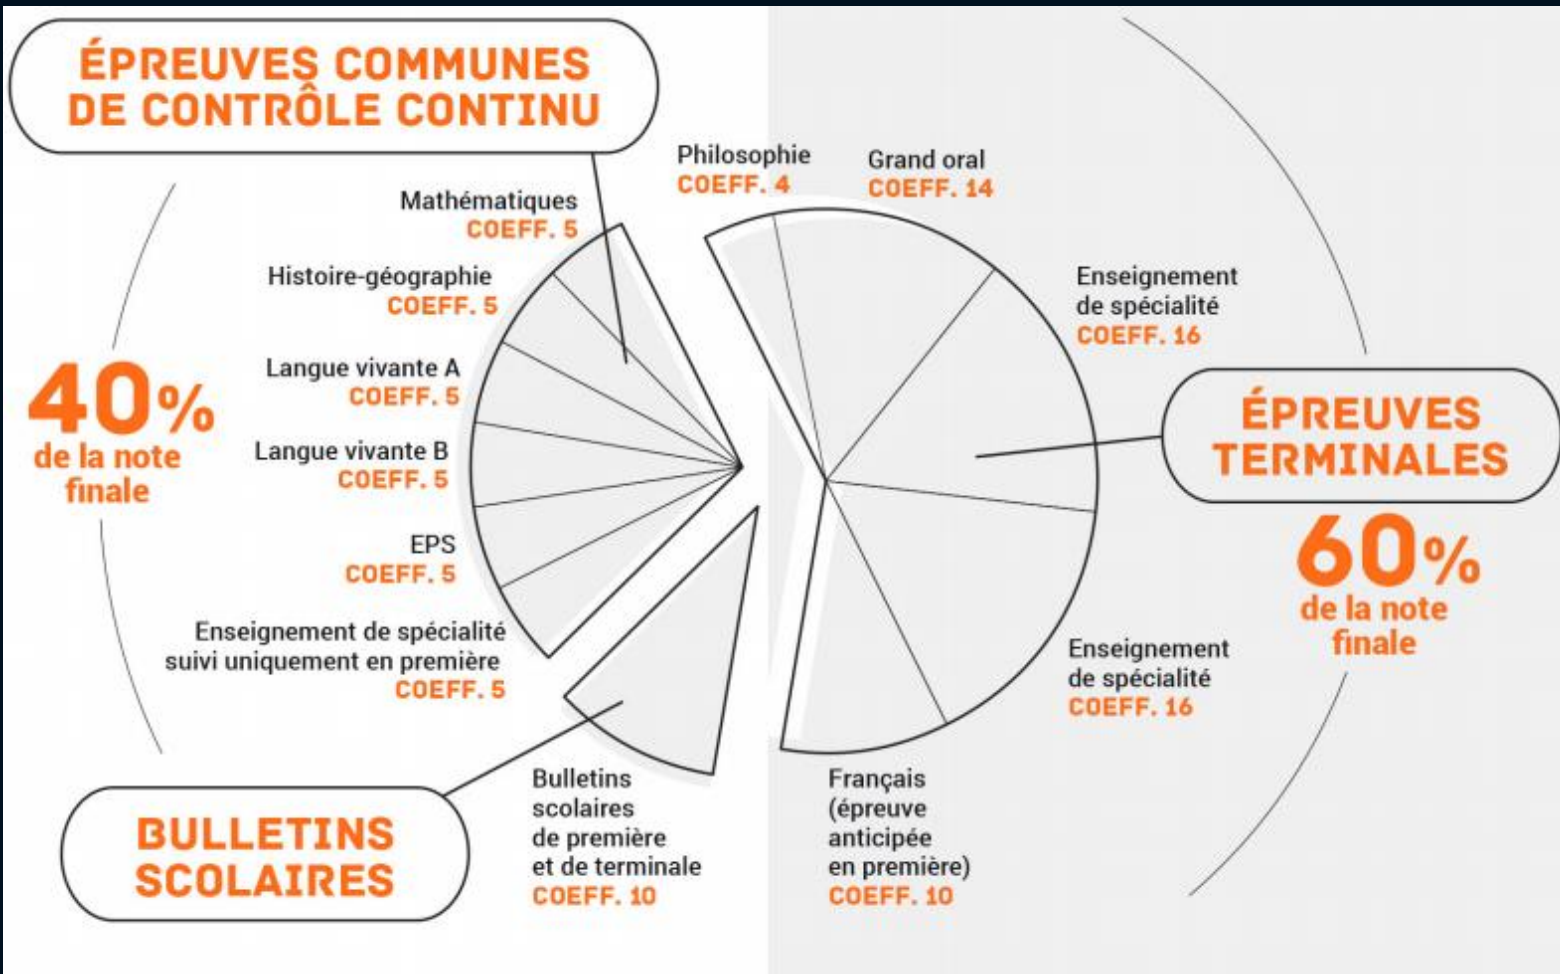 ÉPREUVES COMMUNES
DE CONTRÔLE CONTINU
Mathématiques
COEFF. 5
Histoire-géographie
COEFF. 5
Langue vivante A
COEFF. 5
Langue vivante B
COEFF. 5
EPS
COEFF. 5
Enseignement de spécialité
suivi uniquement en première
COEFF. 5
40%
de la note
finale
BULLETINS
SCOLAIRES
Bulletins
scolaires
de première
et de terminale
COEFF. 10
Philosophie
COEFF. 4
Grand oral
COEFF. 14
Enseignement
de spécialité
COEFF. 16
ÉPREUVES
TERMINALES
60%
de la note
finale
Enseignement
de spécialité
COEFF. 16
Français
(épreuve
anticipée
en première)
COEFF. 10